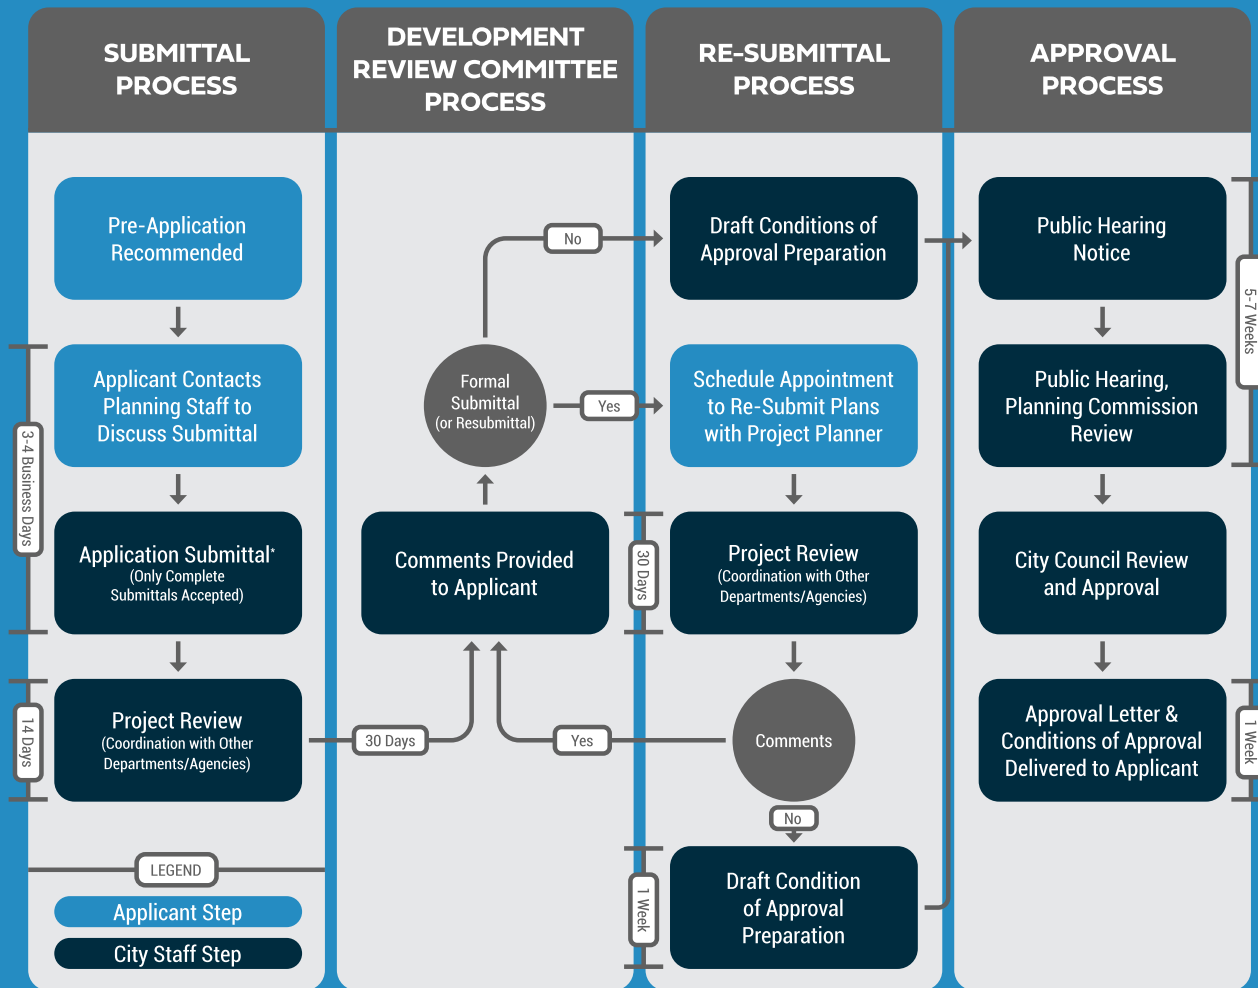 SUBMITTAL
PROCESS
Pre-Application
Recommended
Applicant Contacts
Planning Staff to
Discuss Submittal
3-4 Business Days
Application Submittal*
(Only Complete
Submittals Accepted)
14 Days
Project Review
(Coordination with Other
Departments/Agencies)
LEGEND
Applicant Step
City Staff Step
DEVELOPMENT
REVIEW COMMITTEE
PROCESS
No
Formal
Submittal
(or Resubmittal)
Yes
Comments Provided
to Applicant
30 Days
Yes
RE-SUBMITTAL
PROCESS
Draft Conditions of
Approval Preparation
Schedule Appointment
to Re-Submit Plans
with Project Planner
30 Days
Project Review
(Coordination with Other
Departments/Agencies)
Comments
No
1 Week
Draft Condition
of Approval
Preparation
APPROVAL
PROCESS
Public Hearing
Notice
5-7 Weeks
Public Hearing,
Planning Commission
Review
City Council Review
and Approval
Approval Letter &
Conditions of Approval
Delivered to Applicant
1 Week